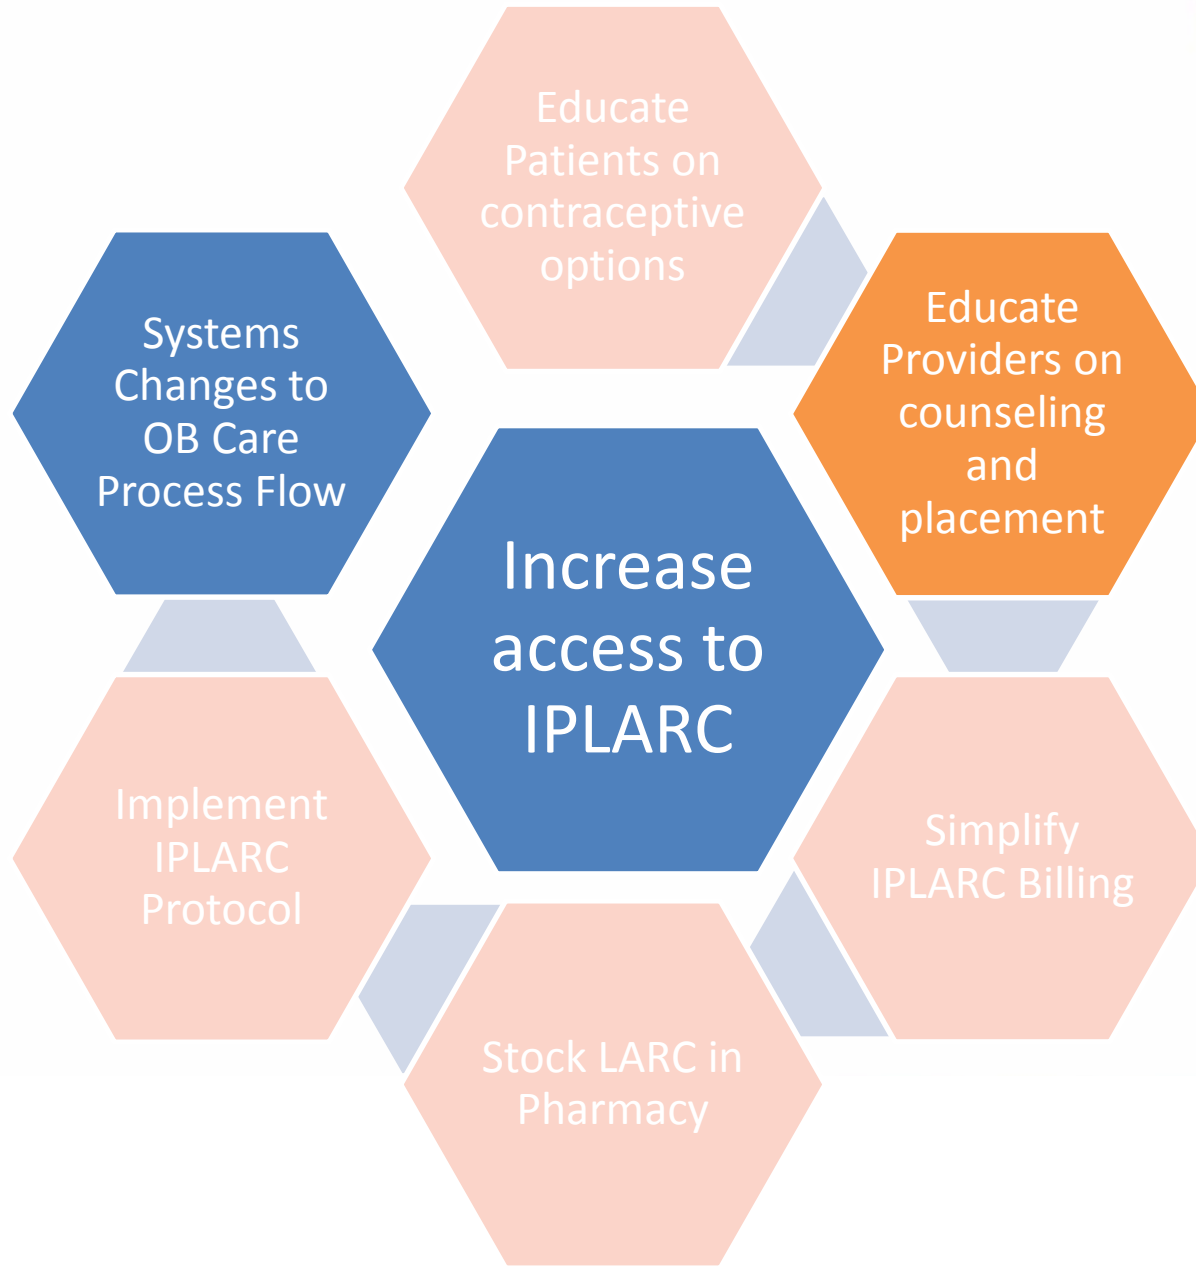 Educate
Patients on
contraceptive
options
Educate
Providers on
counseling
and
placement
Systems
Changes to
OB Care
Process Flow
Increase
access to
IPLARC
Implement
IPLARC
Protocol
Simplify
IPLARC Billing
Stock LARC in
Pharmacy